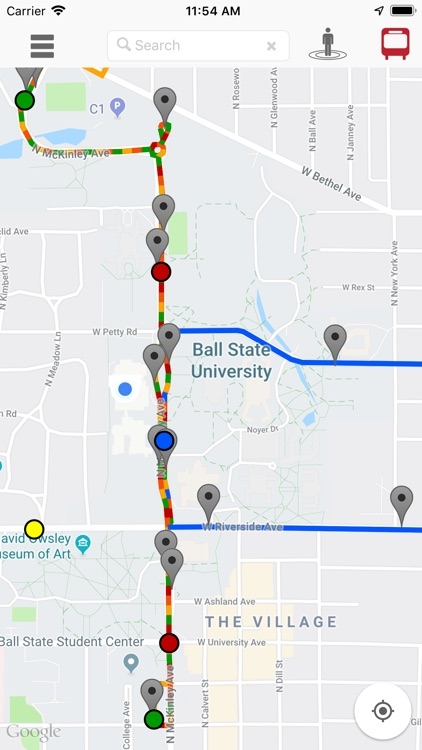 Carrier 11:54 AM
Search
C1 P
N McKinley Ave
N Rosewo
N Glenwood Av
N Ball Ave
N Janney Ave
W Bethel Ave
clid Ave
N Kimberly Ln
N New York Ave
W Rex St
W Petty Rd
N Meadow Ln
Ball State
University
Noyer Dr
n Rd
W Riverside Ave
avid Owsley
useum of Art
W Ashland Ave
THE VILLAGE
Ball State Student Center
W University Ave
N McKinley Ave
N Calvert St
N Dill St
College Ave
Gil
Google